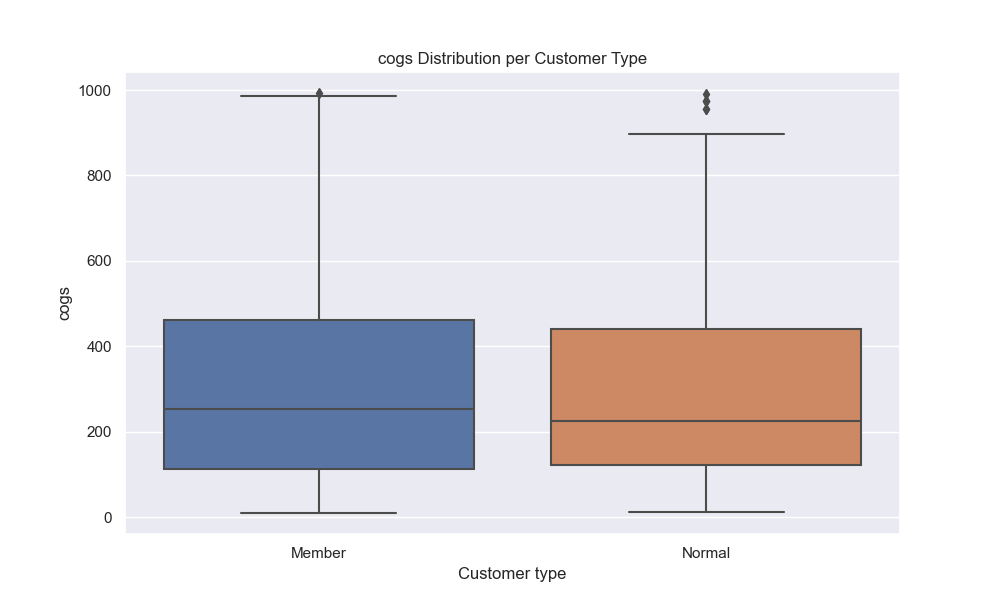 cogs Distribution per Customer Type
1000
800
600
400
200
0
cogs
Member
Normal
Customer type